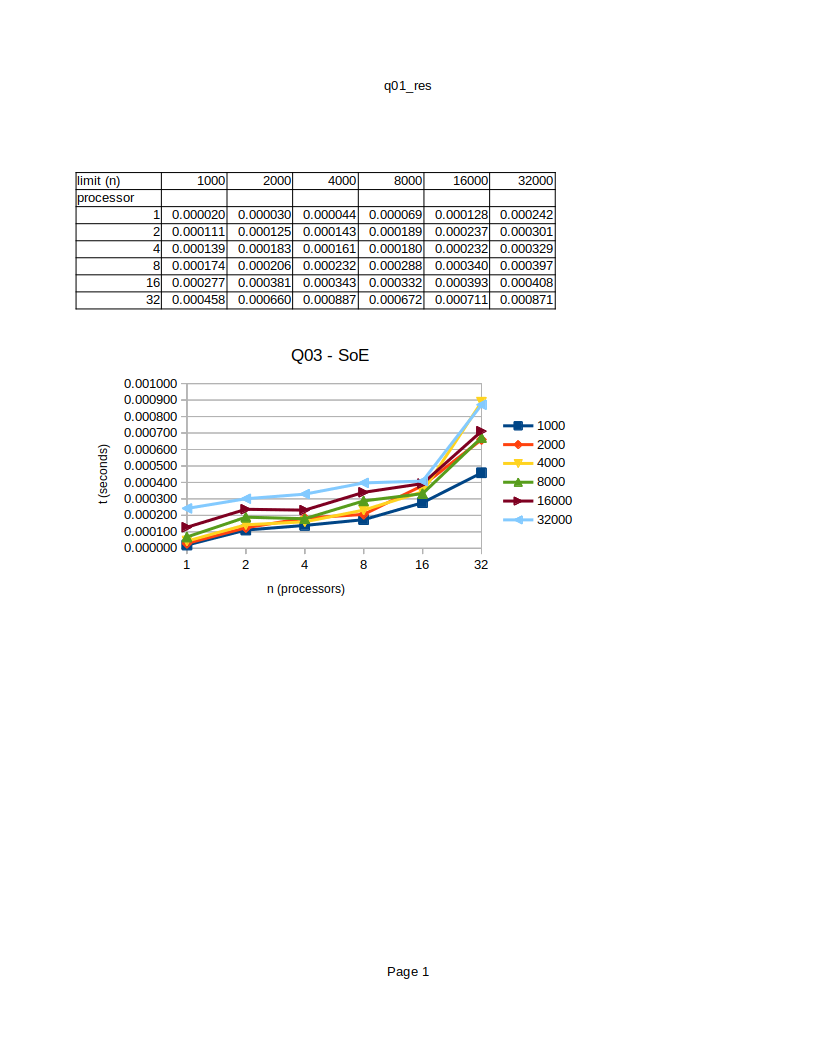 q01_res
limit (n) 1000 2000 4000 8000 16000 32000
processor
1 0.000020 0.000030 0.000044 0.000069 0.000128 0.000242
2 0.000111 0.000125 0.000143 0.000189 0.000237 0.000301
4 0.000139 0.000183 0.000161 0.000180 0.000232 0.000329
8 0.000174 0.000206 0.000232 0.000288 0.000340 0.000397
16 0.000277 0.000381 0.000343 0.000332 0.000393 0.000408
32 0.000458 0.000660 0.000887 0.000672 0.000711 0.000871
Q03 - SoE
t (seconds)
0.001000
0.000900
0.000800
0.000700
0.000600
0.000500
0.000400
0.000300
0.000200
0.000100
0.000000
1 2 4 8 16 32
n (processors)
1000
2000
4000
8000
16000
32000
Page 1